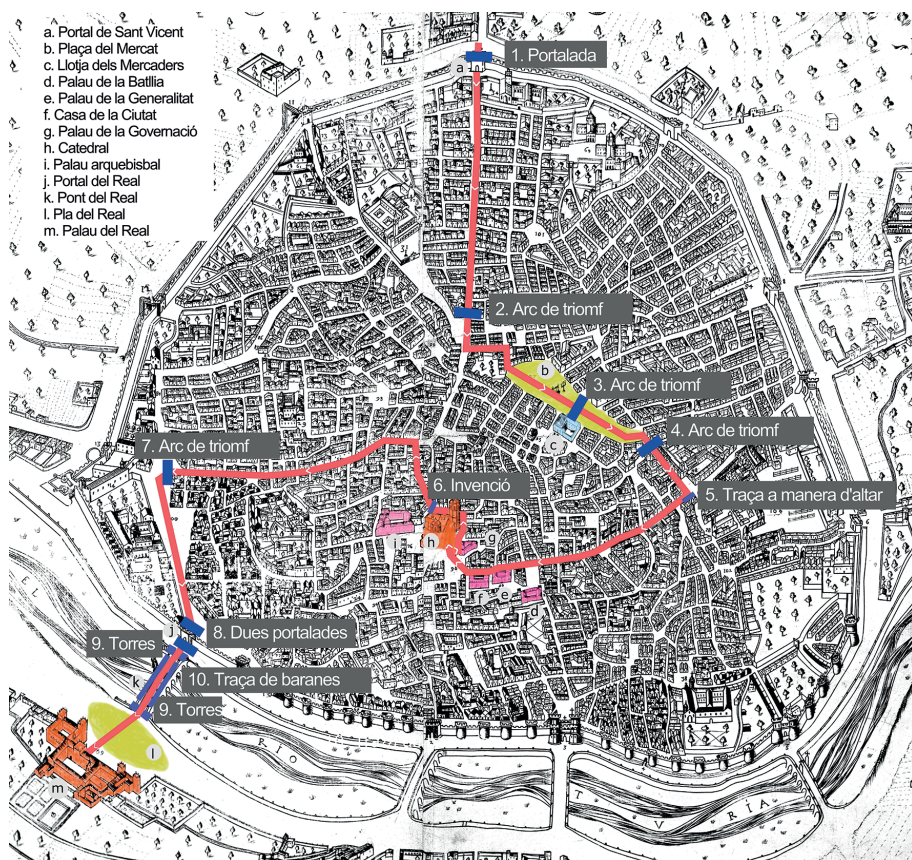 a. Portal de Sant Vicent
b. Plaça del Mercat
c. Llotja dels Mercaders
d. Palau de la Batllia
e. Palau de la Generalitat
f. Casa de la Ciutat
g. Palau de la Governació
h. Catedral
i. Palau arquebisbal
j. Portal del Real
k. Pont del Real
l. Pla del Real
m. Palau del Real
1. Portalada
a
2. Arc de triomf
b
3. Arc de triomf
c
4. Arc de triomf
7. Arc de triomf
6. Invenció
5. Traça a manera d'altar
i
h
g
f
e
d
j
8. Dues portalades
9. Torres
k
10. Traça de baranes
9. Torres
l
m
RIO
TVRÍA